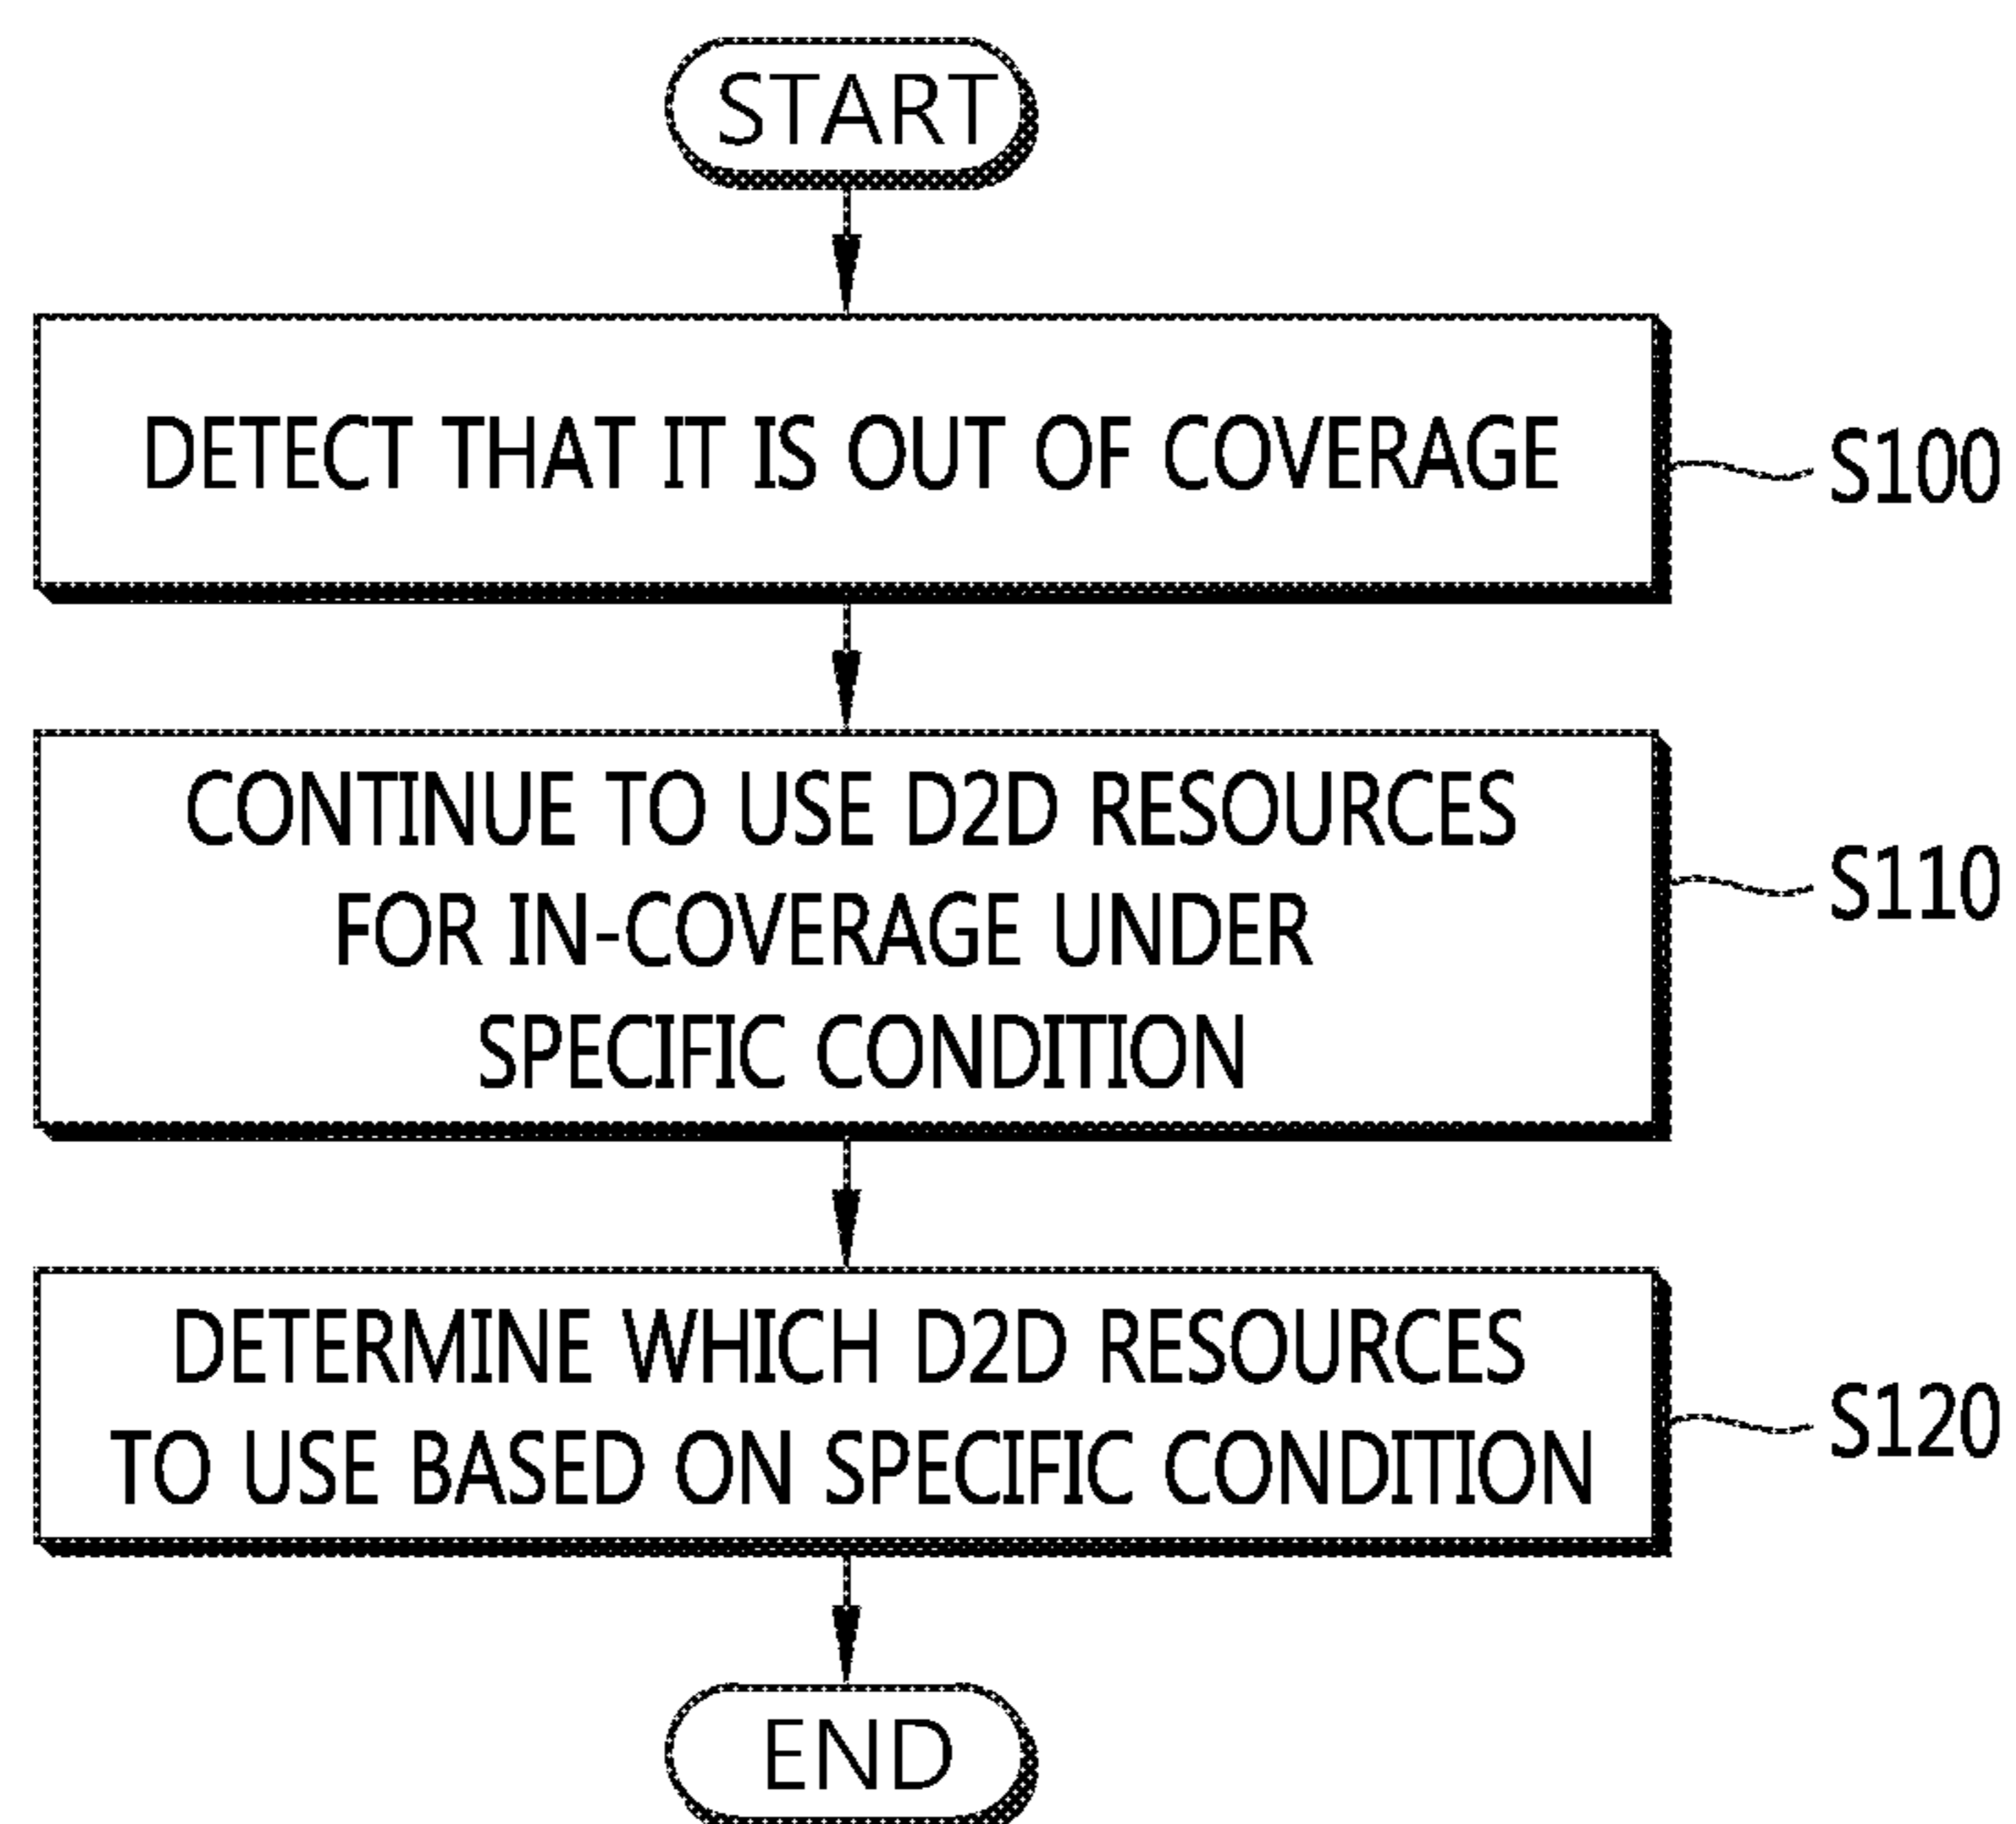 START
DETECT THAT IT IS OUT OF COVERAGE
S100
CONTINUE TO USE D2D RESOURCES
FOR IN-COVERAGE UNDER
SPECIFIC CONDITION
S110
DETERMINE WHICH D2D RESOURCES
TO USE BASED ON SPECIFIC CONDITION
S120
END